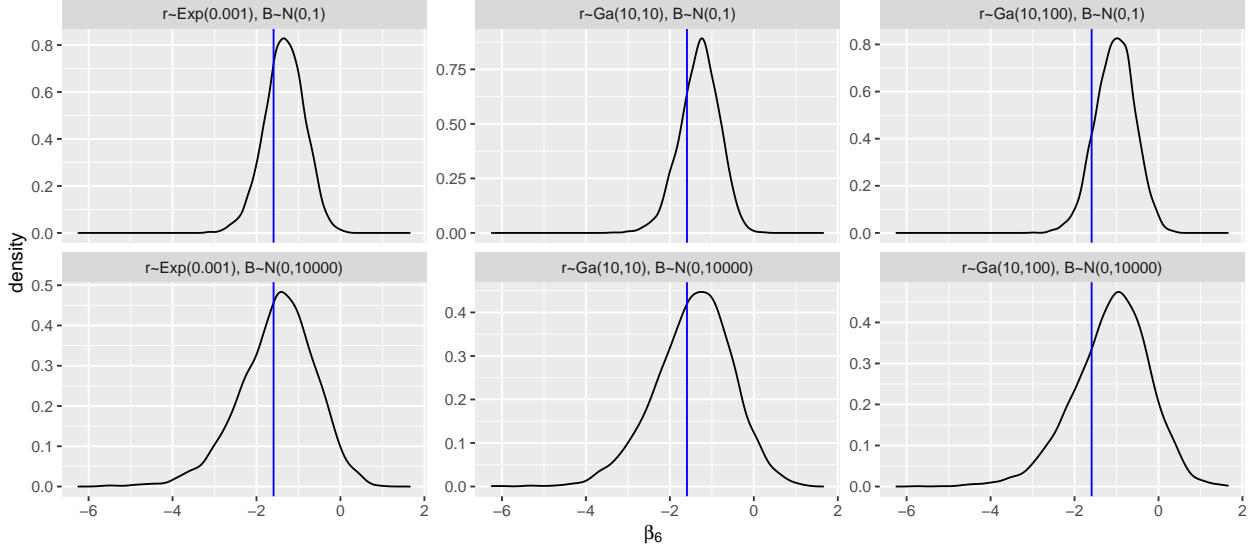 r~Exp(0.001), B~N(0,1)
r~Ga(10,10), B~N(0,1)
r~Ga(10,100), B~N(0,1)
0.8
0.6
0.4
0.2
0.0
0.75
0.50
0.25
0.00
0.8
0.6
0.4
0.2
0.0
density
r~Exp(0.001), B~N(0,10000)
r~Ga(10,10), B~N(0,10000)
r~Ga(10,100), B~N(0,10000)
0.5
0.4
0.3
0.2
0.1
0.0
0.4
0.3
0.2
0.1
0.0
0.4
0.3
0.2
0.1
0.0
−6 −4 −2 0 2
−6 −4 −2 0 2
−6 −4 −2 0 2
β₆